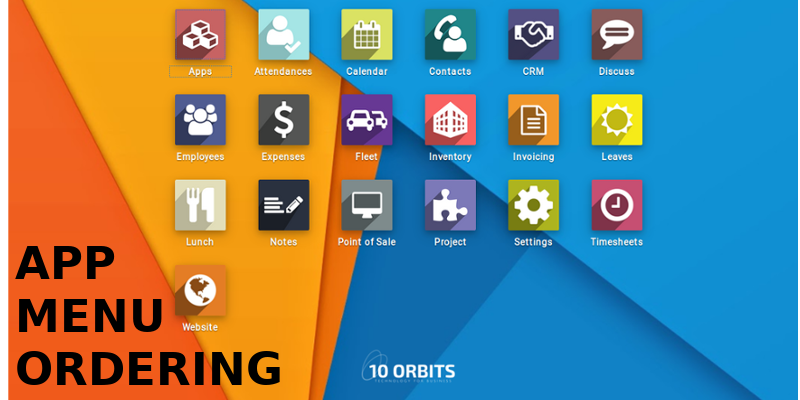 Apps Attendances Calendar Contacts CRM Discuss
Employees Expenses Fleet Inventory Invoicing Leaves
Lunch Notes Point of Sale Project Settings Timesheets
Website
APP
MENU
ORDERING
10 ORBITS
TECHNOLOGY FOR BUSINESS